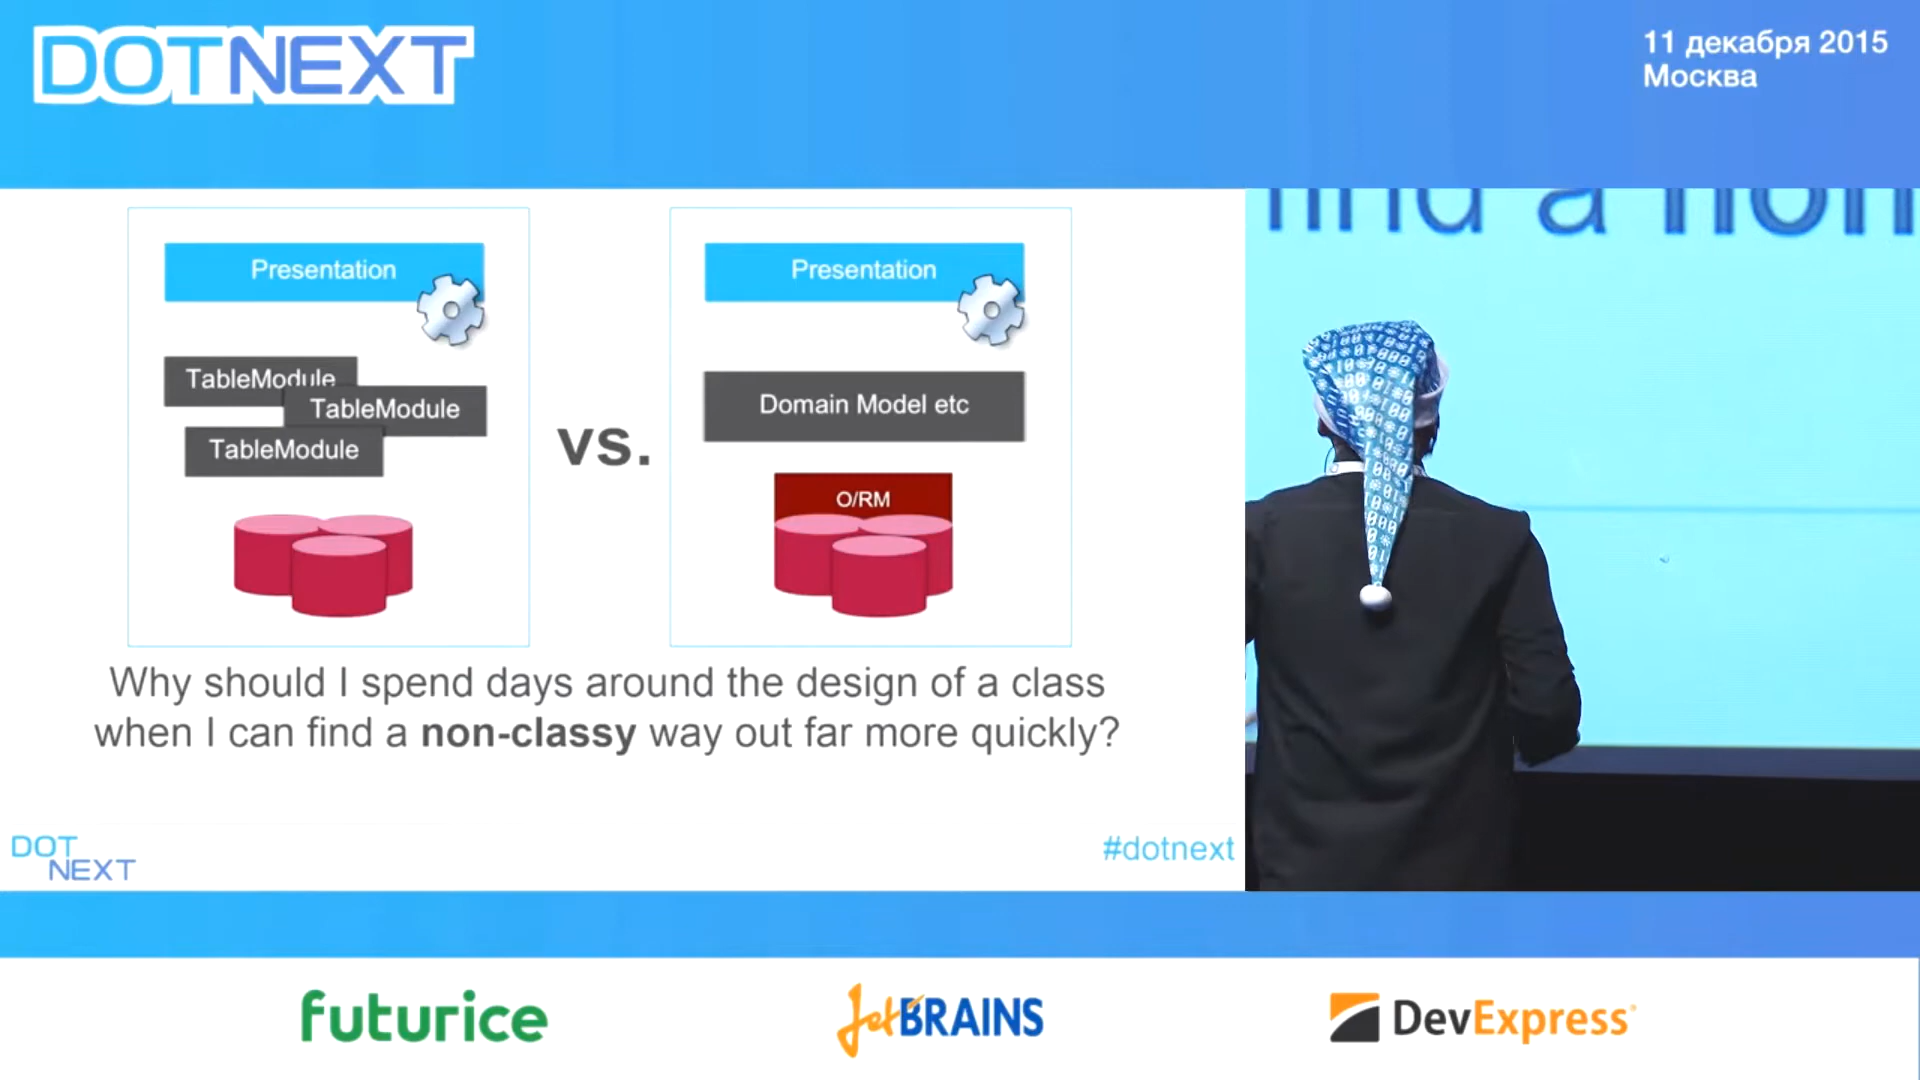 DOTNEXT
11 декабря 2015
Москва
Presentation
TableModule
TableModule
TableModule
vs.
Presentation
Domain Model etc
O/RM
Why should I spend days around the design of a class
when I can find a non-classy way out far more quickly?
DOT
NEXT
#dotnext
find a non
futurice
JetBRAINS
DevExpress